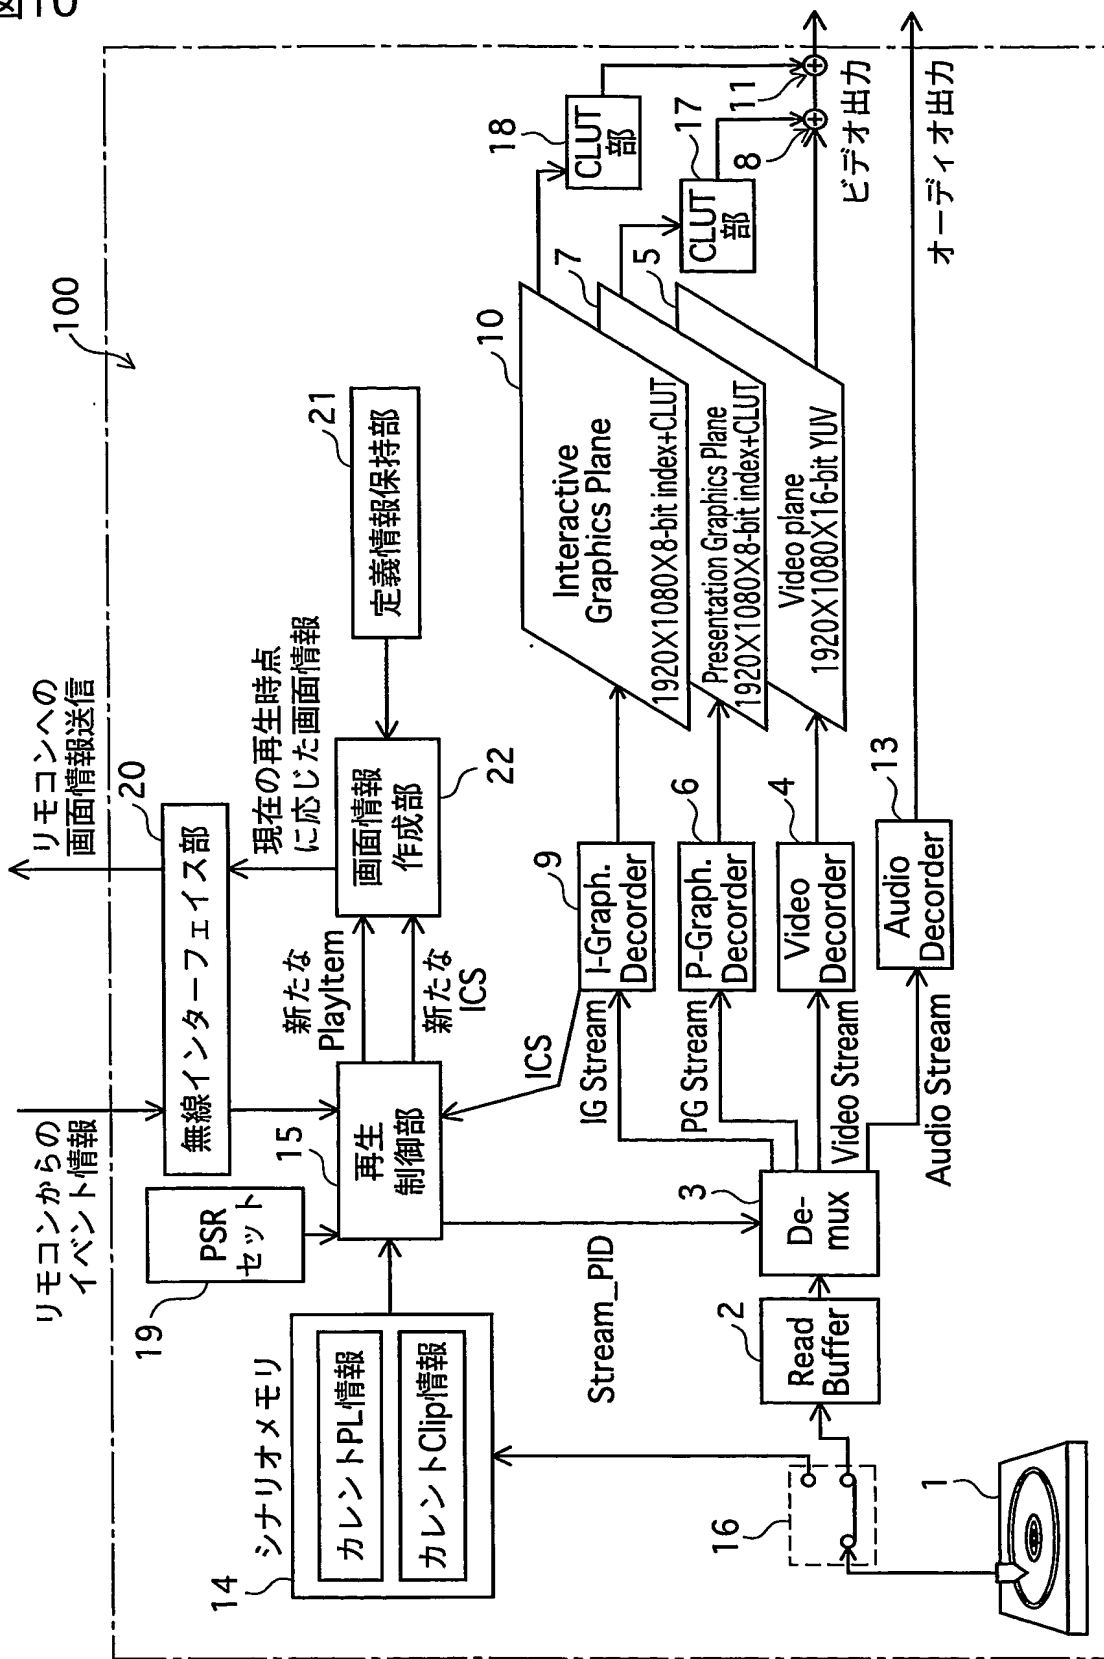 図10
100
リモコンからの
イベント情報
リモコンへの
画面情報送信
無線インターフェイス部
20
19
PSR
セット
現在の再生時点
に応じた画面情報
21
定義情報保持部
シナリオメモリ
14
カレントPL情報
カレントClip情報
15
再生
制御部
新たな
PlayItem
新たな
ICS
画面情報
作成部
22
ICS
Stream_PID
16
1
2
Read
Buffer
3
De-
mux
IG Stream
PG Stream
Video Stream
Audio Stream
9
I-Graph.
Decorder
6
P-Graph.
Decorder
4
Video
Decorder
13
Audio
Decorder
10
Interactive
Graphics Plane
1920×1080×8-bit index+CLUT
7
Presentation Graphics Plane
1920×1080×8-bit index+CLUT
5
Video plane
1920×1080×16-bit YUV
18
CLUT
部
17
CLUT
部
11
8
ビデオ出力
オーディオ出力